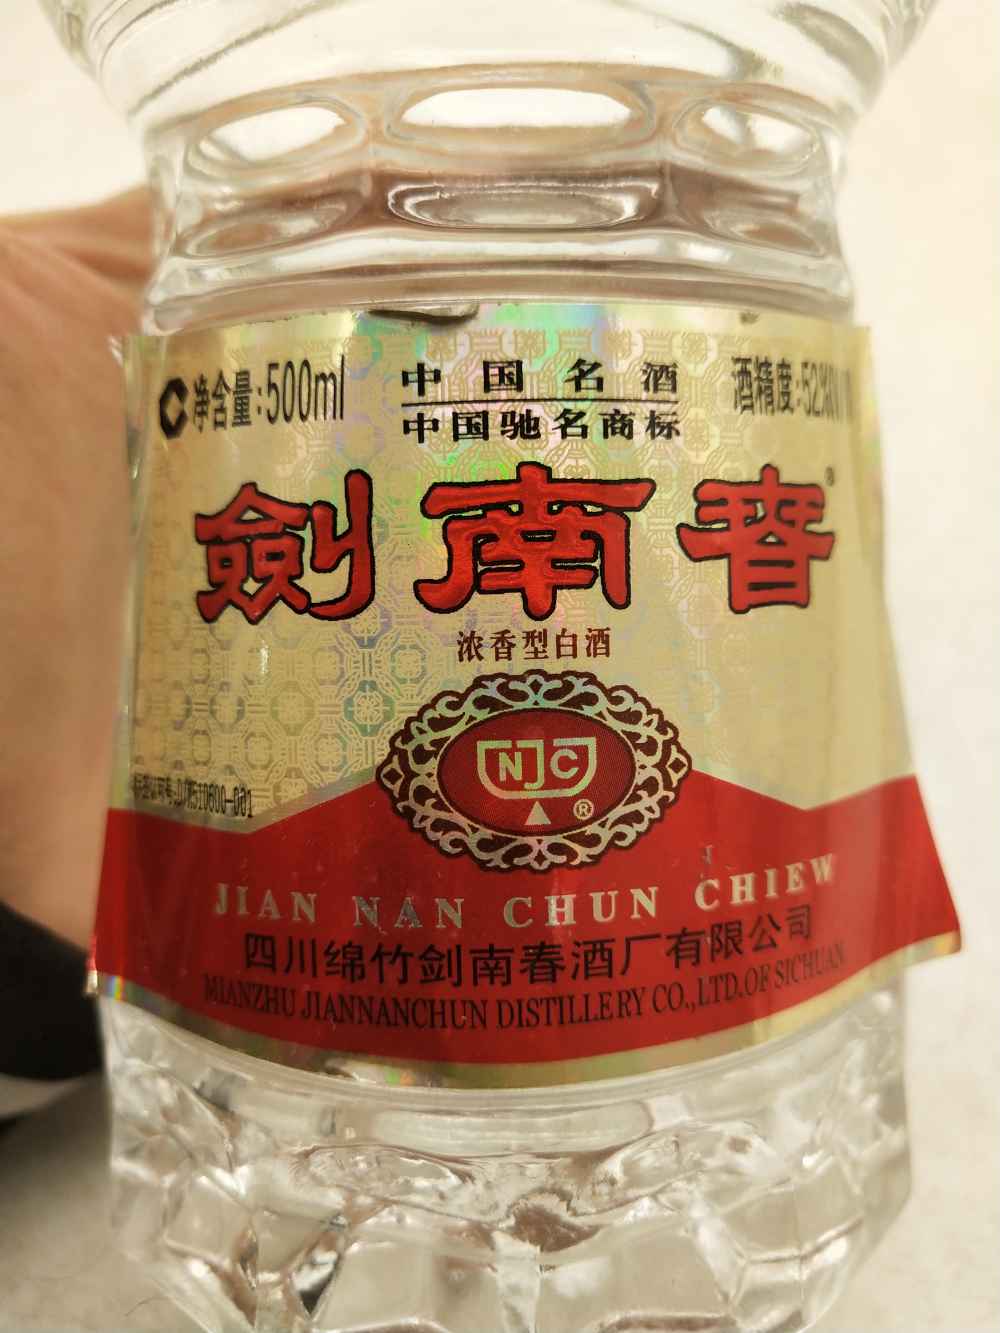 净含量:500ml
中国名酒
中国驰名商标
酒精度:52%
剑南春®
浓香型白酒
NJC
®
JIAN NAN CHUN CHIEW
四川绵竹剑南春酒厂有限公司
MIANZHU JIANNANCHUN DISTILLERY CO.,LTD.OF SICHUAN